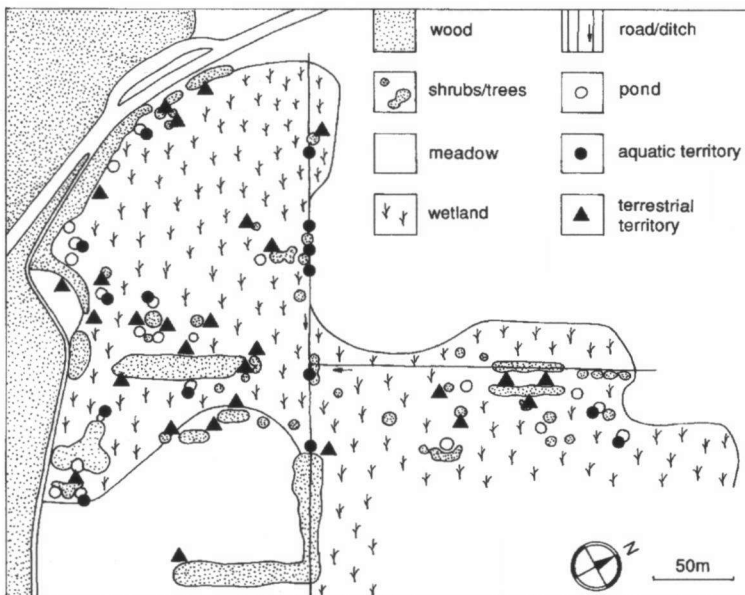 wood
road/ditch
shrubs/trees
pond
meadow
aquatic territory
wetland
terrestrial
territory
N
50m